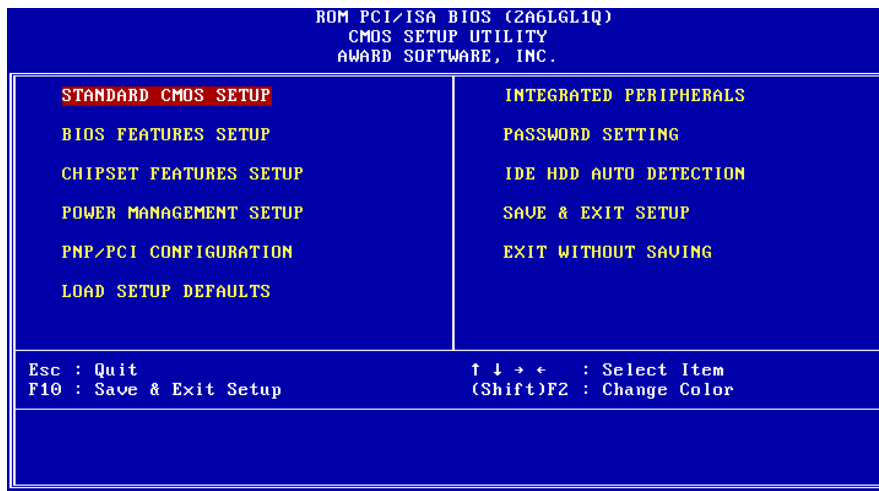 ROM PCI/ISA BIOS (2A6LGL1Q)
CMOS SETUP UTILITY
AWARD SOFTWARE, INC.
STANDARD CMOS SETUP
BIOS FEATURES SETUP
CHIPSET FEATURES SETUP
POWER MANAGEMENT SETUP
PNP/PCI CONFIGURATION
LOAD SETUP DEFAULTS
INTEGRATED PERIPHERALS
PASSWORD SETTING
IDE HDD AUTO DETECTION
SAVE & EXIT SETUP
EXIT WITHOUT SAVING
Esc : Quit
F10 : Save & Exit Setup
↑ ↓ → ← : Select Item
(Shift)F2 : Change Color